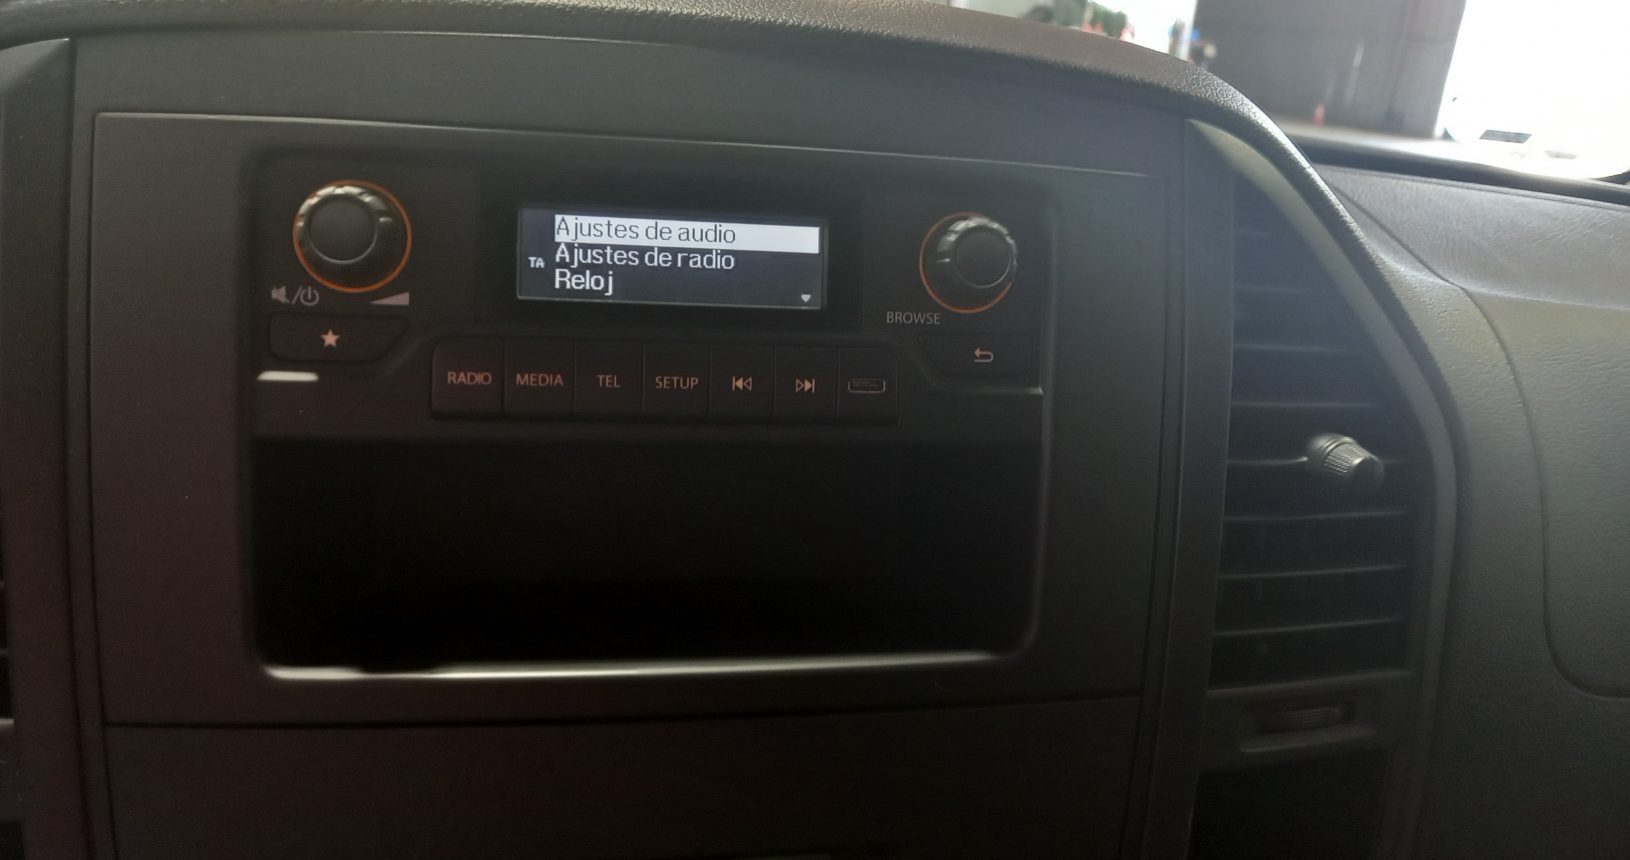 Ajustes de audio
TA Ajustes de radio
Reloj
BROWSE
RADIO MEDIA TEL SETUP